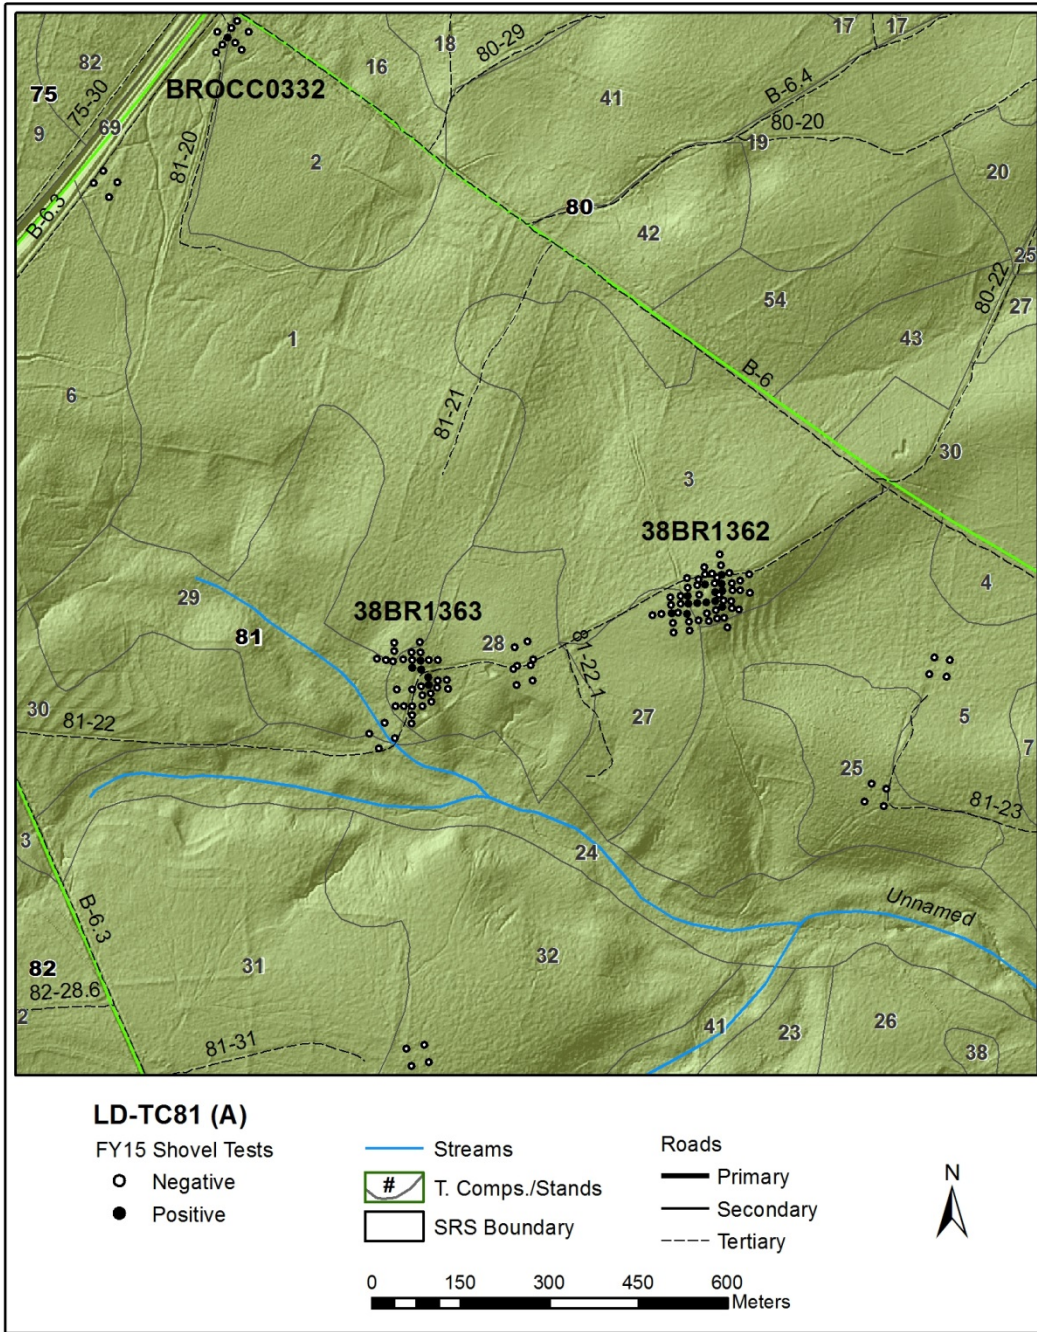 17
17
18
80-29
82
16
B-6.4
BROCC0332
41
75
75-30
80-20
69
9
19
81-20
2
20
80
B-6.3
42
25
80-22
54
27
1
43
B-6
6
81-21
30
3
38BR1362
4
29
38BR1363
81
28
81-22.1
30
27
5
81-22
7
25
81-23
3
24
Unnamed
B-6.3
32
82
31
82-28.6
2
41
23
26
81-31
38
LD-TC81 (A)
FY15 Shovel Tests
Negative
Positive
Streams
# T. Comps./Stands
SRS Boundary
Roads
Primary
Secondary
Tertiary
N
0 150 300 450 600
Meters